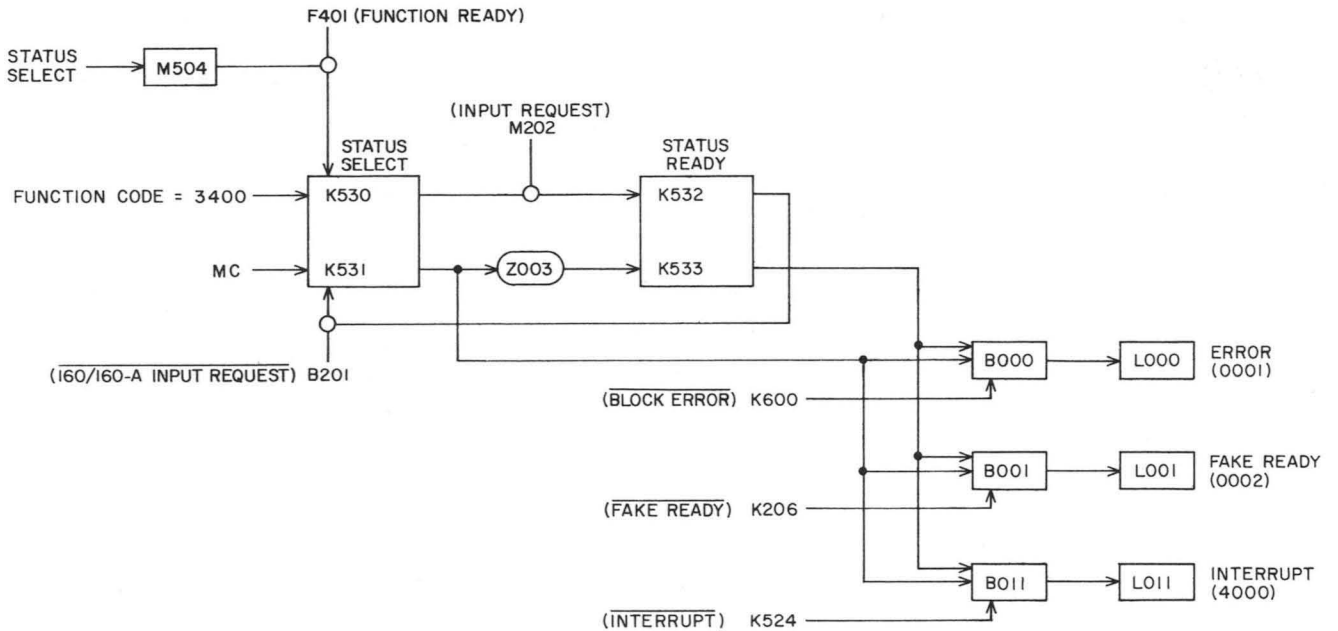 F401 (FUNCTION READY)
STATUS
SELECT
M504
(INPUT REQUEST)
M202
STATUS
SELECT
STATUS
READY
FUNCTION CODE = 3400
K530
K532
MC
K531
Z003
K533
(160/160-A INPUT REQUEST) B201
B000
L000
ERROR
(0001)
(BLOCK ERROR) K600
B001
L001
FAKE READY
(0002)
(FAKE READY) K206
B011
L011
INTERRUPT
(4000)
(INTERRUPT) K524